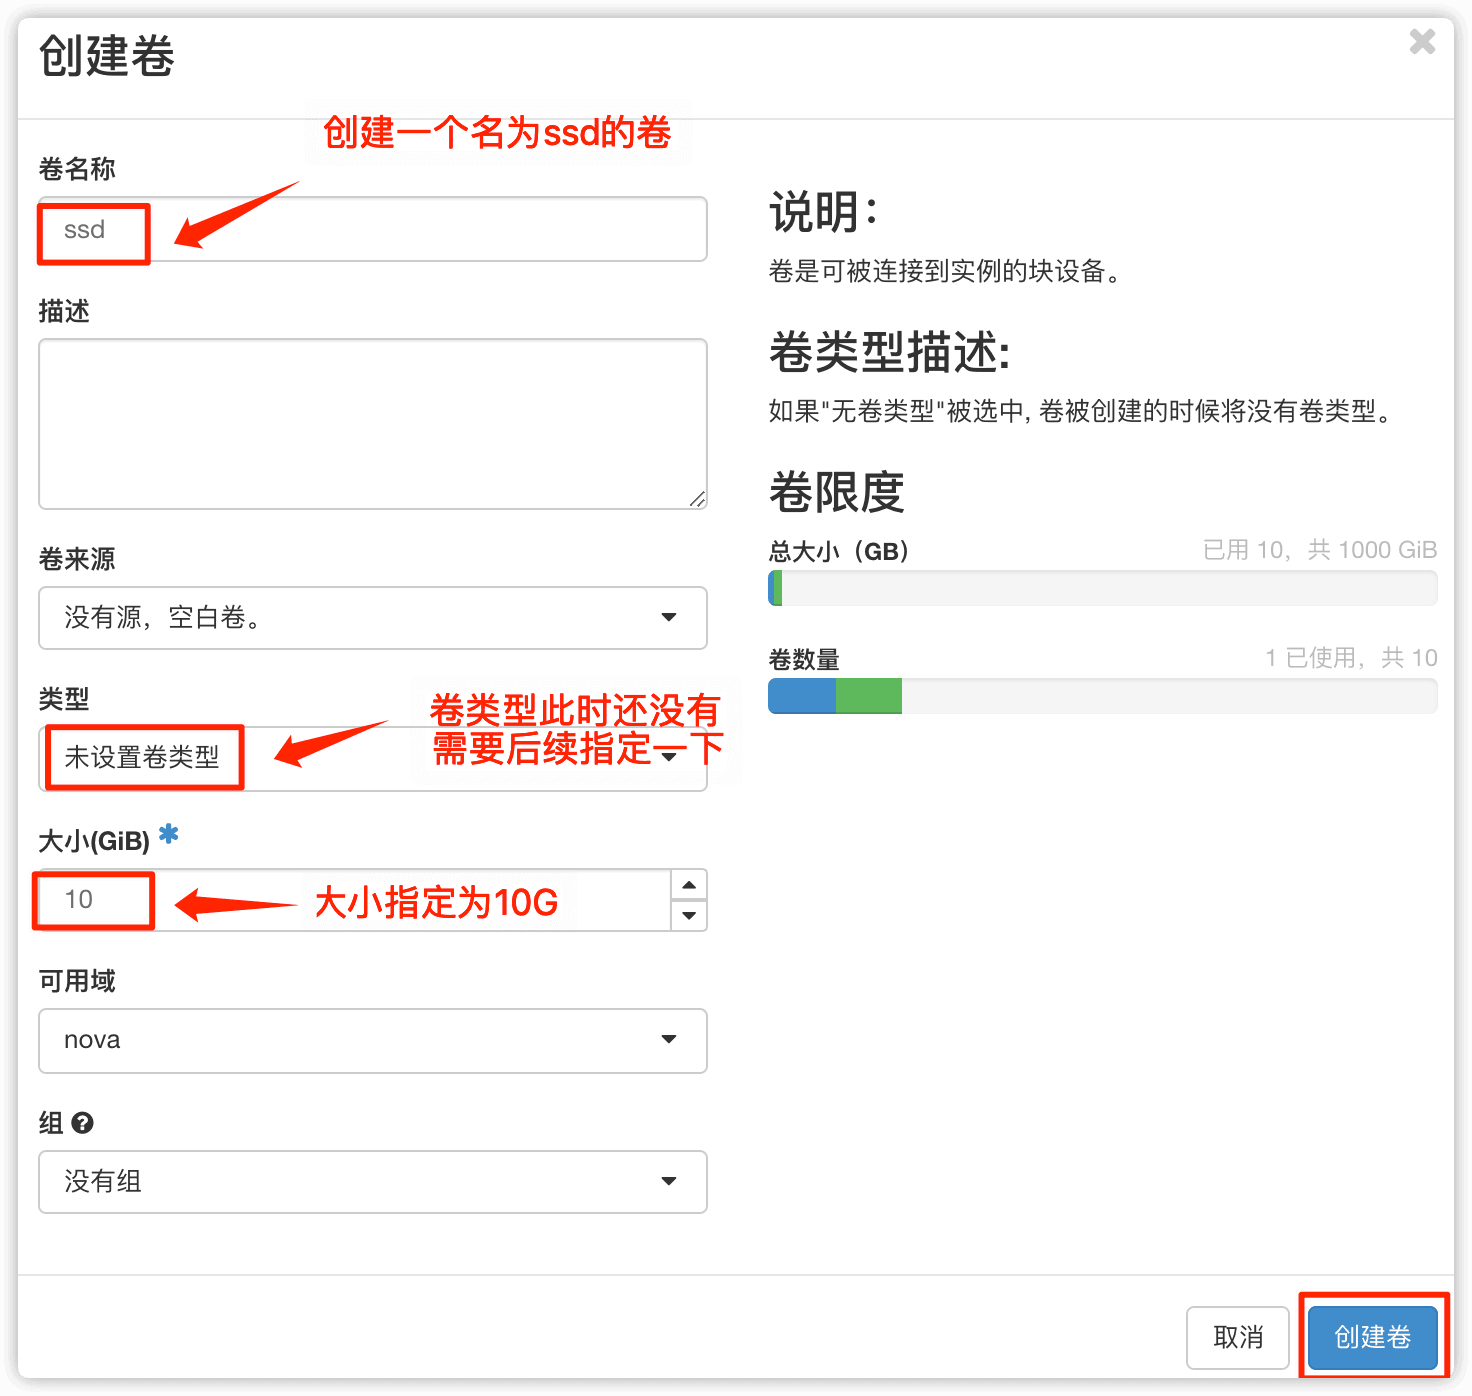 创建卷
创建一个名为ssd的卷
卷名称
ssd
描述
卷来源
没有源，空白卷。
类型
卷类型此时还没有
需要后续指定一下
未设置卷类型
大小(GiB) *
10
大小指定为10G
可用域
nova
组
没有组
说明：
卷是可被连接到实例的块设备。
卷类型描述:
如果"无卷类型"被选中, 卷被创建的时候将没有卷类型。
卷限度
总大小（GB）
已用 10，共 1000 GiB
卷数量
1 已使用，共 10
取消
创建卷